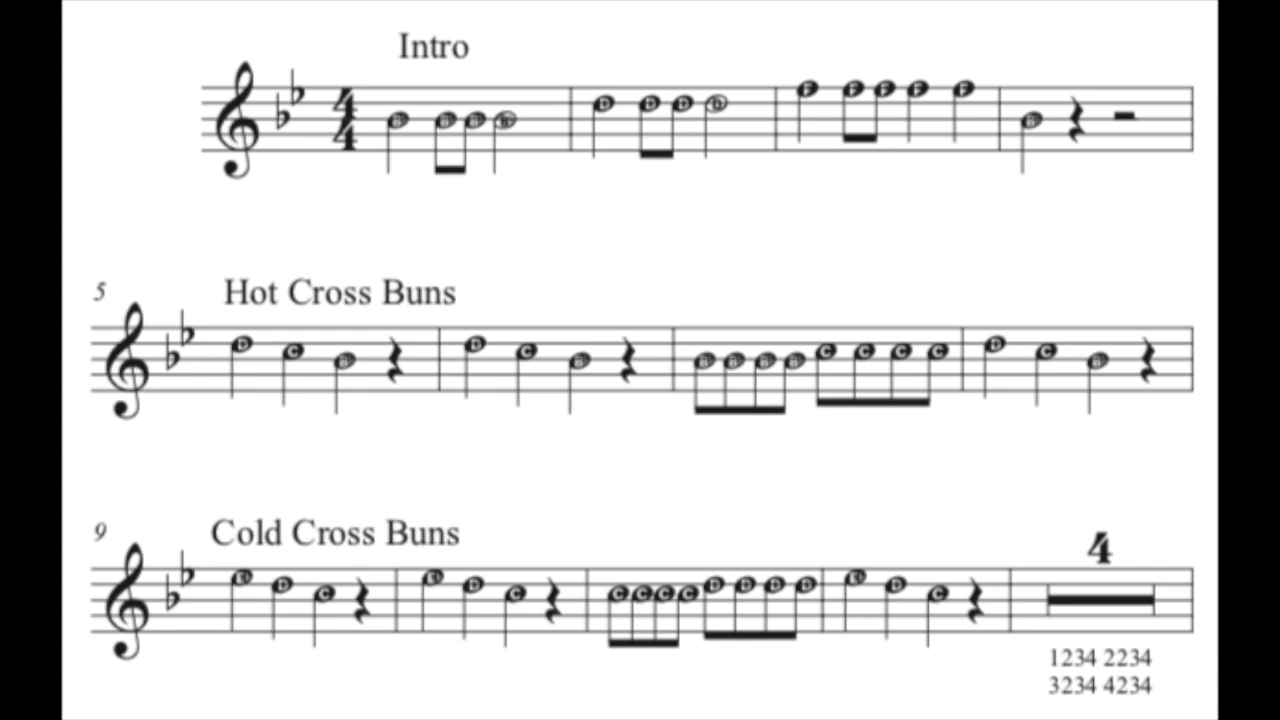 Intro
4
4
B B B B D D D D F F F F F B
5
Hot Cross Buns
D C B D C B B B B B C C C C D C B
9
Cold Cross Buns
4
E D C E D C C C C C D D D D E D C
1234 2234
3234 4234